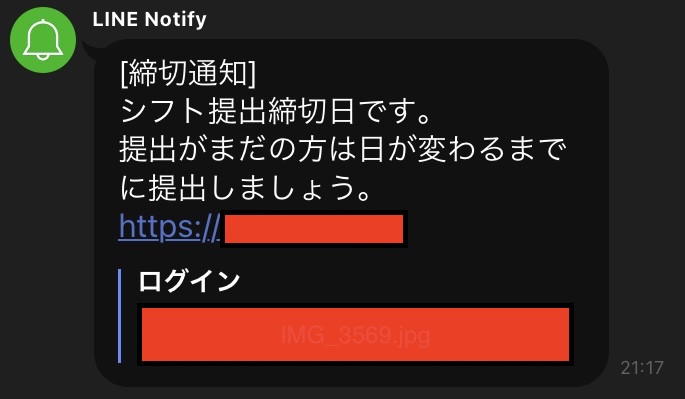 LINE Notify
[締切通知]
シフト提出締切日です。
提出がまだの方は日が変わるまで
に提出しましょう。
https://
ログイン
IMG_3569.jpg
21:17